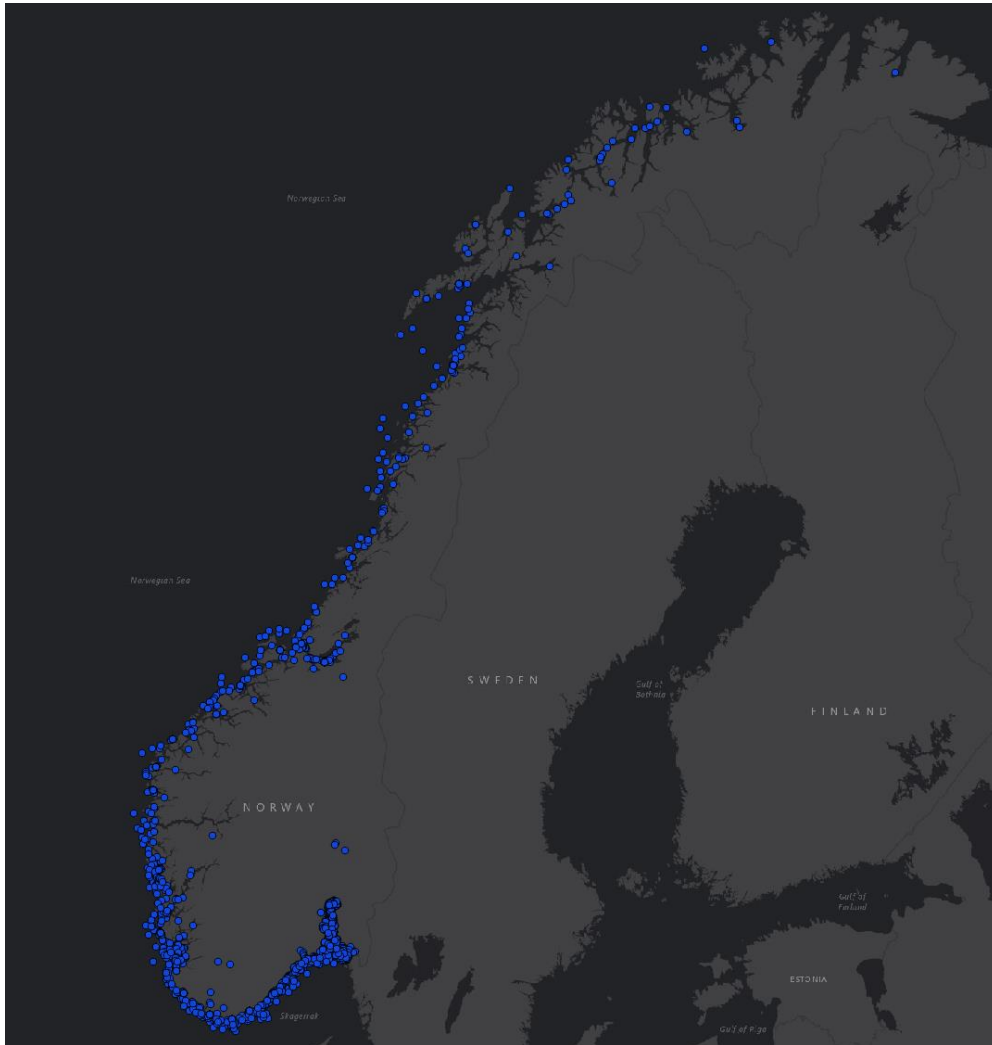 Norwegian Sea
Norwegian Sea
SWEDEN
Gulf of
Bothnia
FINLAND
NORWAY
Gulf of
Finland
ESTONIA
Skagerrak
Gulf of Riga